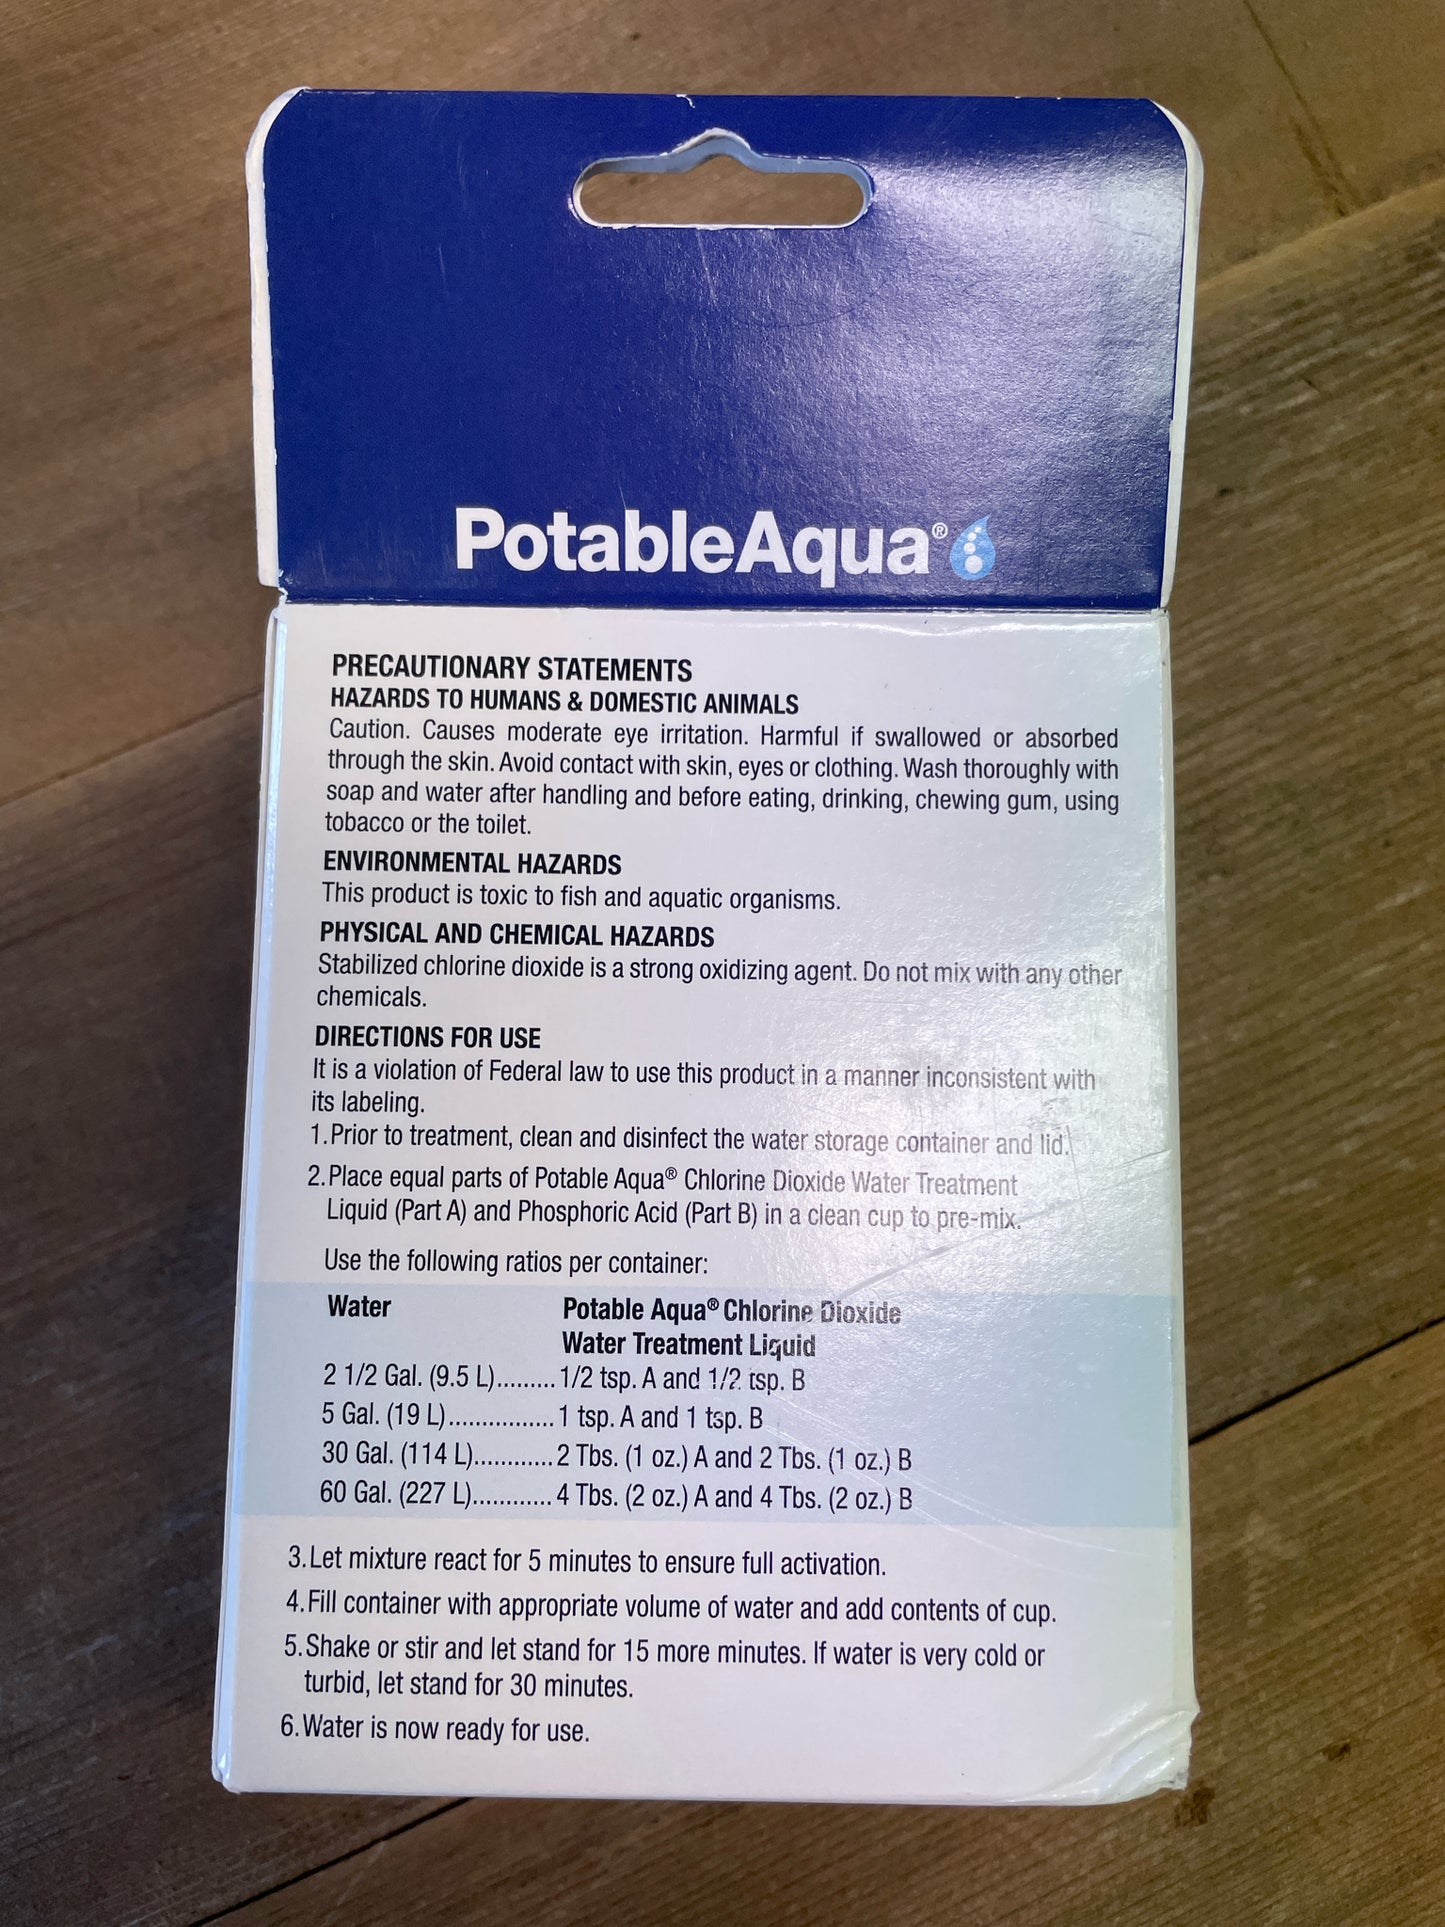 PotableAqua®
PRECAUTIONARY STATEMENTS
HAZARDS TO HUMANS & DOMESTIC ANIMALS
Caution. Causes moderate eye irritation. Harmful if swallowed or absorbed
through the skin. Avoid contact with skin, eyes or clothing. Wash thoroughly with
soap and water after handling and before eating, drinking, chewing gum, using
tobacco or the toilet.
ENVIRONMENTAL HAZARDS
This product is toxic to fish and aquatic organisms.
PHYSICAL AND CHEMICAL HAZARDS
Stabilized chlorine dioxide is a strong oxidizing agent. Do not mix with any other
chemicals.
DIRECTIONS FOR USE
It is a violation of Federal law to use this product in a manner inconsistent with
its labeling.
1.Prior to treatment, clean and disinfect the water storage container and lid.
2.Place equal parts of Potable Aqua® Chlorine Dioxide Water Treatment
Liquid (Part A) and Phosphoric Acid (Part B) in a clean cup to pre-mix.
Use the following ratios per container:
Water Potable Aqua® Chlorine Dioxide
Water Treatment Liquid
2 1/2 Gal. (9.5 L).........1/2 tsp. A and 1/2 tsp. B
5 Gal. (19 L)................1 tsp. A and 1 tsp. B
30 Gal. (114 L)............2 Tbs. (1 oz.) A and 2 Tbs. (1 oz.) B
60 Gal. (227 L)............4 Tbs. (2 oz.) A and 4 Tbs. (2 oz.) B
3.Let mixture react for 5 minutes to ensure full activation.
4.Fill container with appropriate volume of water and add contents of cup.
5.Shake or stir and let stand for 15 more minutes. If water is very cold or
turbid, let stand for 30 minutes.
6.Water is now ready for use.